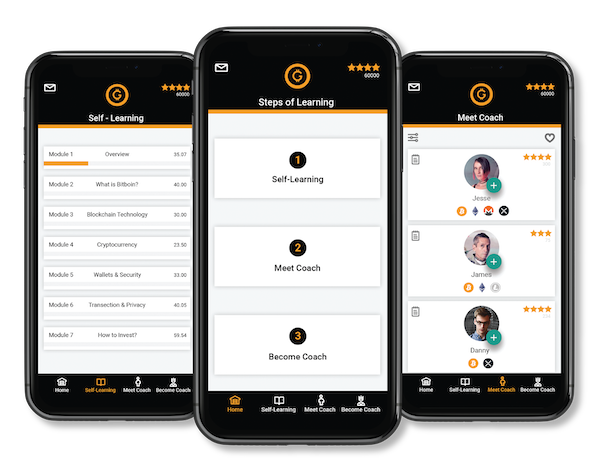 60000
Self - Learning
Module 1 Overview 35.07
Module 2 What is Bitboin? 40.00
Module 3 Blockchain Technology 30.00
Module 4 Cryptocurrency 23.50
Module 5 Wallets & Security 33.00
Module 6 Transection & Privacy 40.05
Module 7 How to Invest? 59.54
Home Self-Learning Meet Coach Become Coach
60000
Steps of Learning
1
Self-Learning
2
Meet Coach
3
Become Coach
Home Self-Learning Meet Coach Become Coach
Meet Coach
Jesse
James
Danny
Home Self-Learning Meet Coach Become Coach